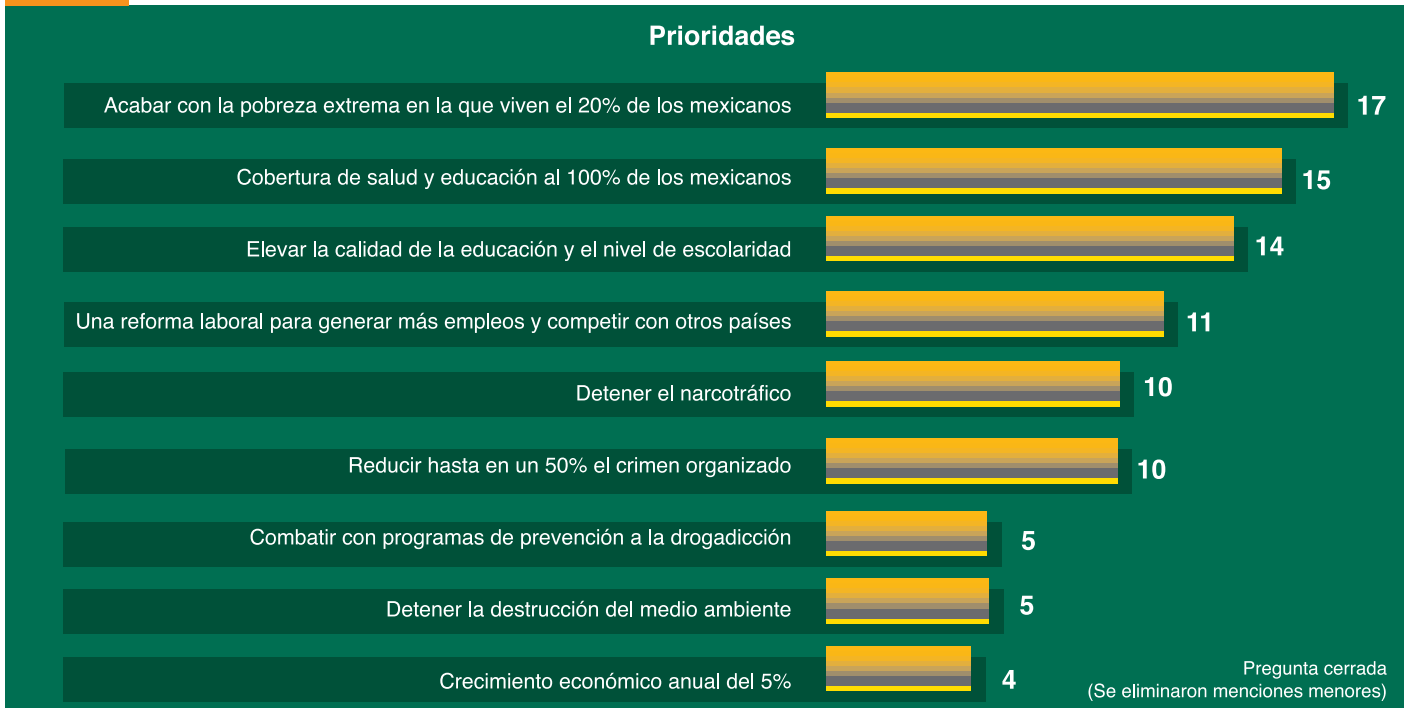 Prioridades
Acabar con la pobreza extrema en la que viven el 20% de los mexicanos
17
Cobertura de salud y educación al 100% de los mexicanos
15
Elevar la calidad de la educación y el nivel de escolaridad
14
Una reforma laboral para generar más empleos y competir con otros países
11
Detener el narcotráfico
10
Reducir hasta en un 50% el crimen organizado
10
Combatir con programas de prevención a la drogadicción
5
Detener la destrucción del medio ambiente
5
Crecimiento económico anual del 5%
4
Pregunta cerrada
(Se eliminaron menciones menores)